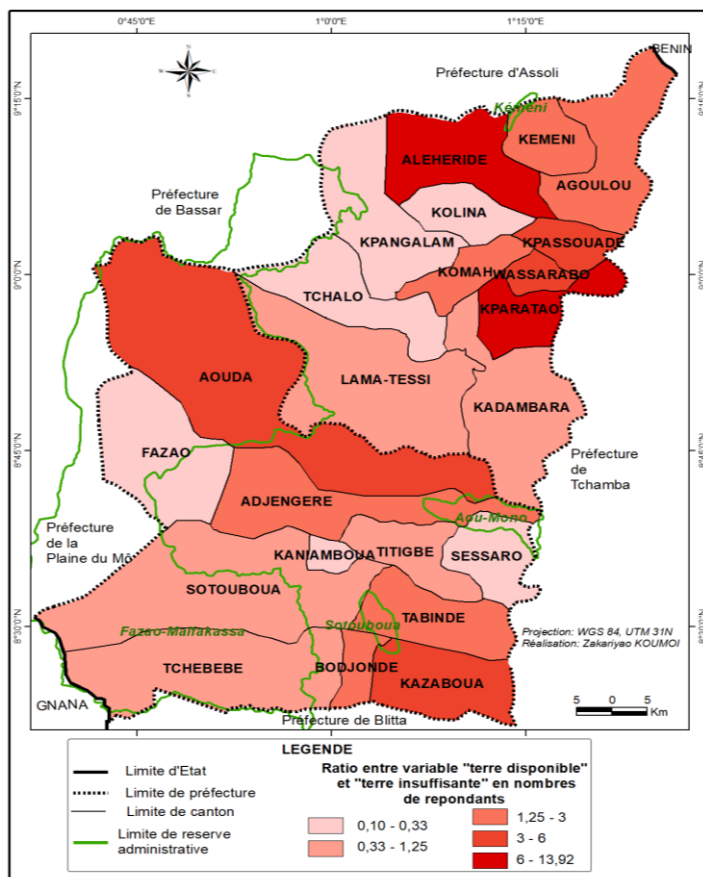 0°45'0"E 1°0'0"E 1°15'0"E
BENIN
Préfecture d'Assoli
9°15'0"N 9°15'0"N
Kéméni
KEMENI
ALEHERIDE
AGOULOU
Préfecture
de Bassar
KOLINA
KPANGALAM
KPASSOUADE
9°0'0"N 9°0'0"N
KOMAH
WASSARABO
TCHALO
KPARATAO
AOUDA
LAMA-TESSI
KADAMBARA
FAZAO
8°45'0"N 8°45'0"N
Préfecture
de
Tchamba
ADJENGERE
Aou-Mono
Préfecture
de la
Plaine du Mô
KANIAMBOUA
TITIGBE
SESSARO
SOTOUBOUA
TABINDE
8°30'0"N 8°30'0"N
Fazao-Malfakassa
Sotouboua
Projection: WGS 84, UTM 31N
Réalisation: Zakariyao KOUMOI
TCHEBEBE
BODJONDE
KAZABOUA
GNANA
Préfecture de Blitta
5 0 5
Km
LEGENDE
Limite d'Etat
Limite de préfecture
Limite de canton
Limite de reserve
administrative
Ratio entre variable "terre disponible"
et "terre insuffisante" en nombres
de repondants
0,10 - 0,33
0,33 - 1,25
1,25 - 3
3 - 6
6 - 13,92